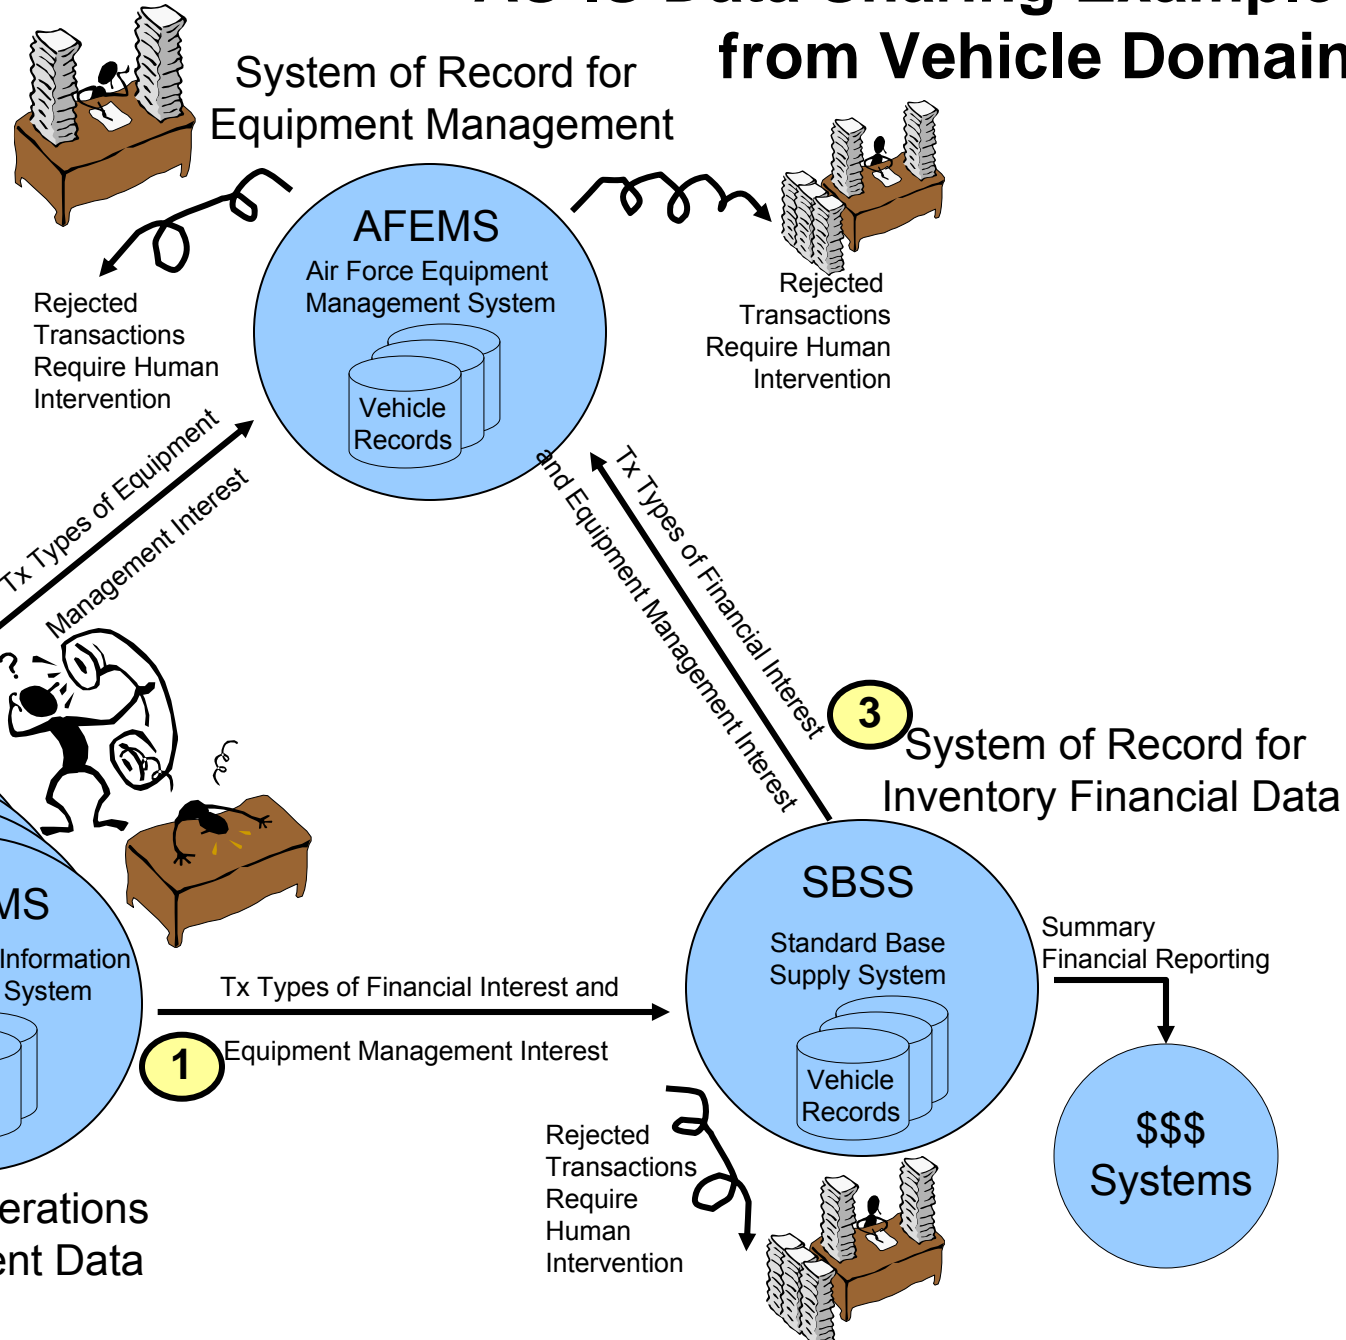 from Vehicle Domain
System of Record for
Equipment Management
AFEMS
Air Force Equipment
Management System
Vehicle
Records
Rejected
Transactions
Require Human
Intervention
Rejected
Transactions
Require Human
Intervention
Tx Types of Equipment
Management Interest
Tx Types of Financial Interest
and Equipment Management Interest
?
3
System of Record for
Inventory Financial Data
MS
Information
System
Tx Types of Financial Interest and
Equipment Management Interest
1
SBSS
Standard Base
Supply System
Vehicle
Records
Summary
Financial Reporting
$$$
Systems
Rejected
Transactions
Require
Human
Intervention
erations
ent Data